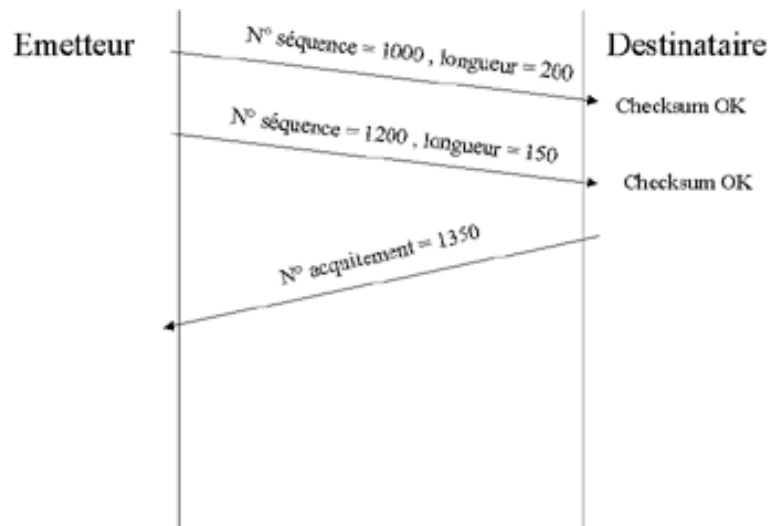 Emetteur
Destinataire
N° séquence = 1000 , longueur = 200
Checksum OK
N° séquence = 1200 , longueur = 150
Checksum OK
N° acquitement = 1350